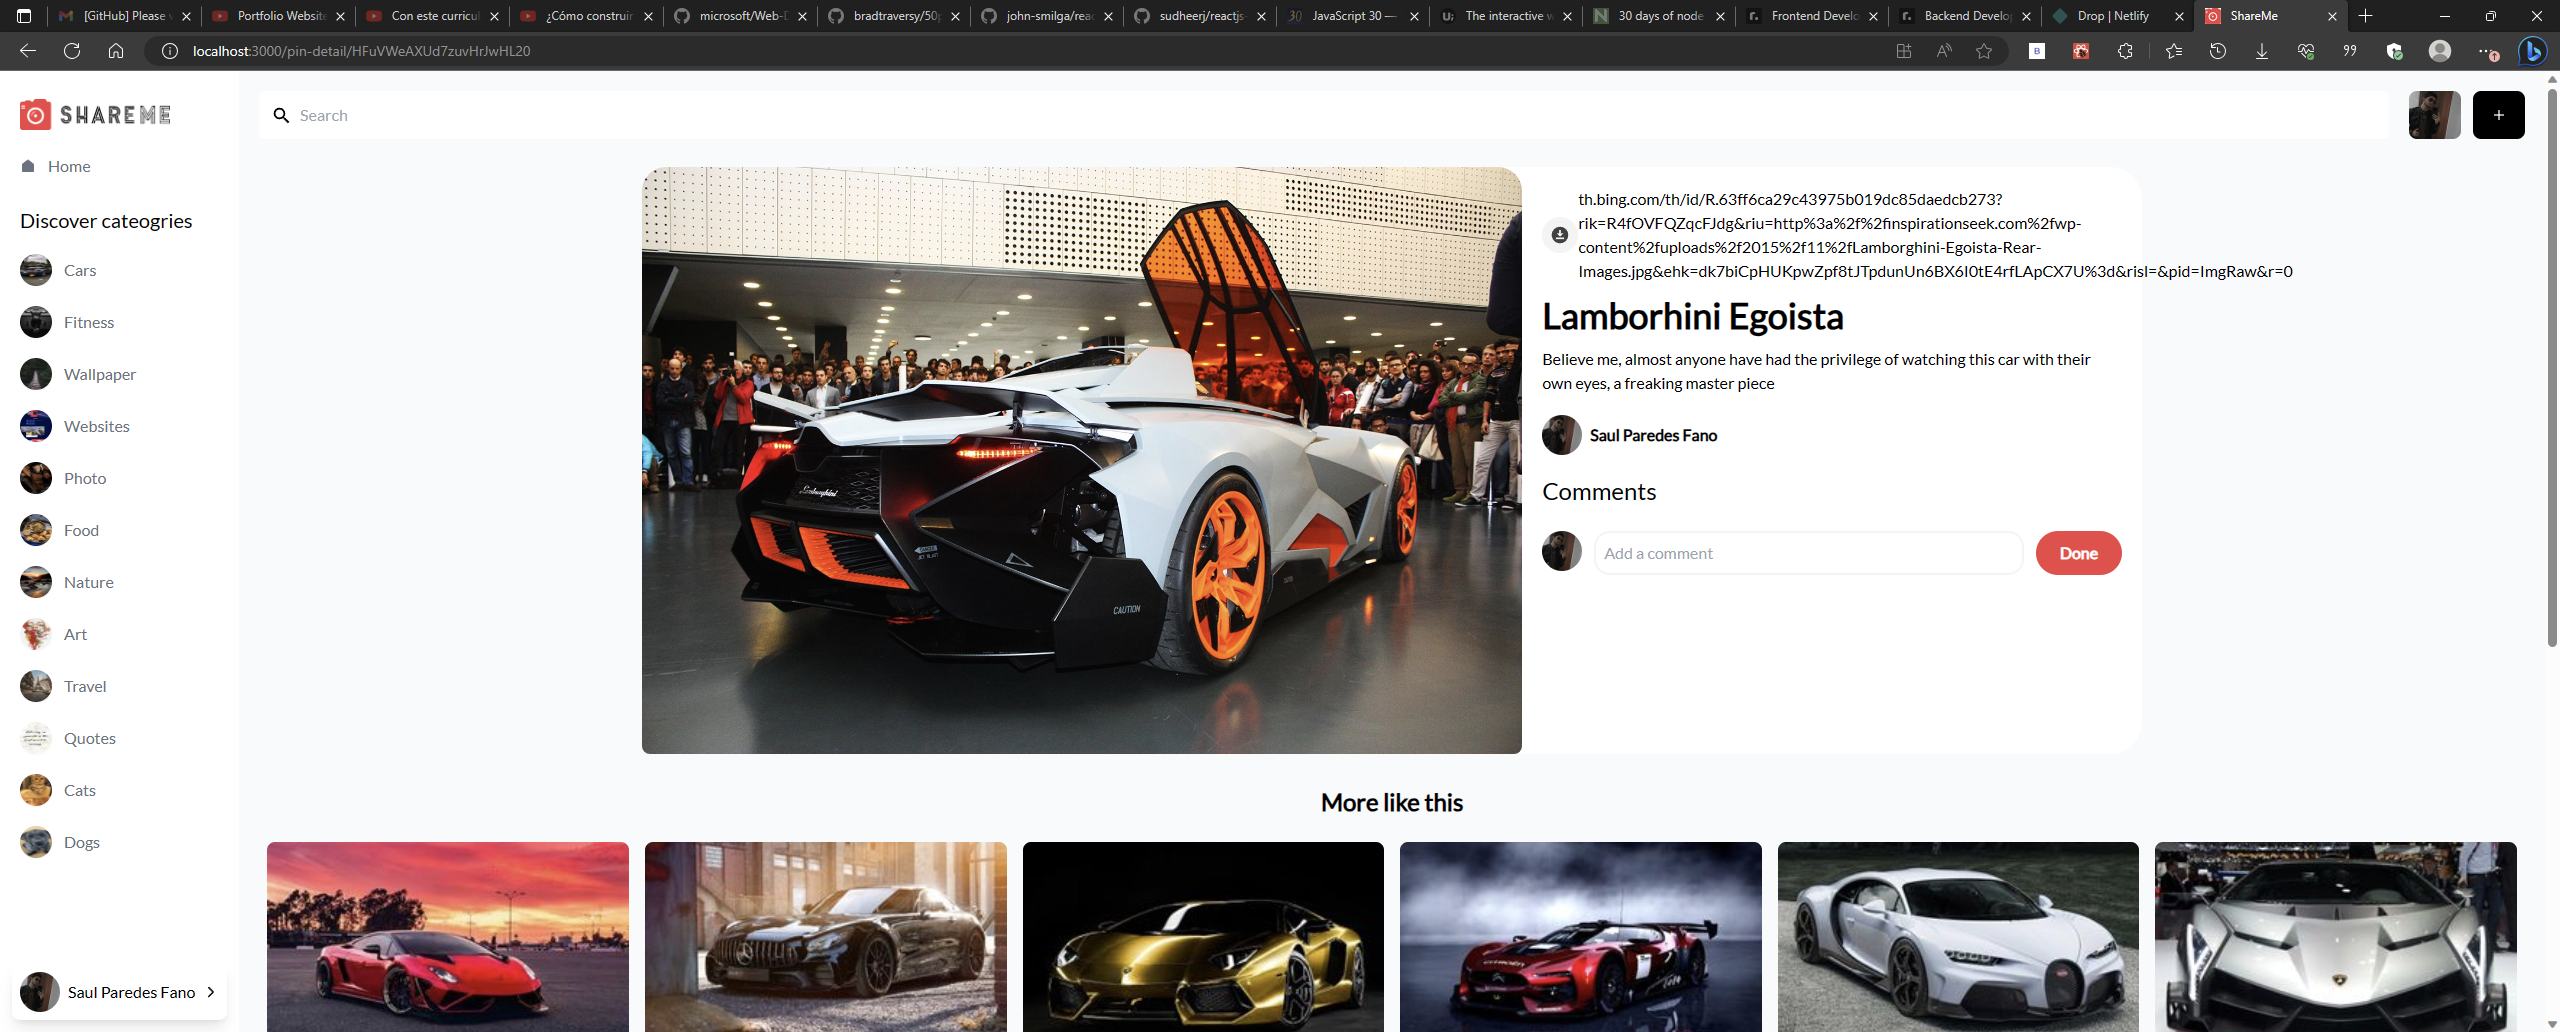 [GitHub] Please v
Portfolio Website
Con este curricul
¿Cómo construir
microsoft/Web-D
bradtraversy/50p
john-smilga/reac
sudheerj/reactjs-
30 JavaScript 30 —
The interactive w
30 days of node
Frontend Develo
Backend Develop
Drop | Netlify
ShareMe
localhost:3000/pin-detail/HFuVWeAXUd7zuvHrJwHL20
SHAREME
Search
+
Home
Discover cateogries
Cars
Fitness
Wallpaper
Websites
Photo
Food
Nature
Art
Travel
Quotes
Cats
Dogs
Saul Paredes Fano
th.bing.com/th/id/R.63ff6ca29c43975b019dc85daedcb273?
rik=R4fOVFQZqcFJdg&riu=http%3a%2f%2finspirationseek.com%2fwp-
content%2fuploads%2f2015%2f11%2fLamborghini-Egoista-Rear-
Images.jpg&ehk=dk7biCpHUKpwZpf8tJTpdunUn6BX6I0tE4rfLApCX7U%3d&risl=&pid=ImgRaw&r=0
Lamborhini Egoista
Believe me, almost anyone have had the privilege of watching this car with their
own eyes, a freaking master piece
Saul Paredes Fano
Comments
Add a comment
Done
Lamborghini
CAUTION
More like this
CITROËN